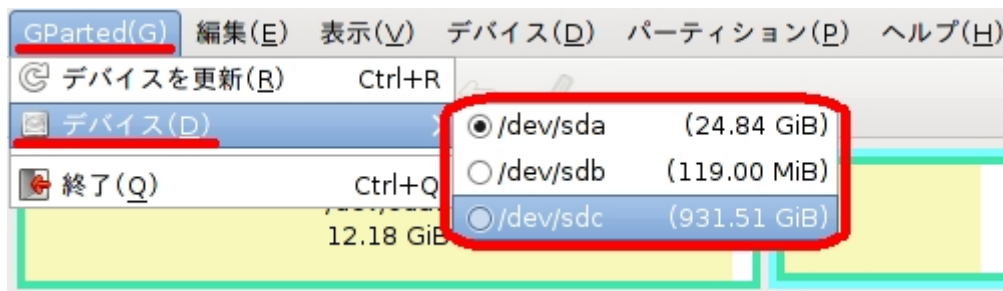 GParted(G) 編集(E) 表示(V) デバイス(D) パーティション(P) ヘルプ(H)
デバイスを更新(R) Ctrl+R
デバイス(D)
/dev/sda (24.84 GiB)
/dev/sdb (119.00 MiB)
終了(Q) Ctrl+Q
/dev/sdc (931.51 GiB)
12.18 GiB